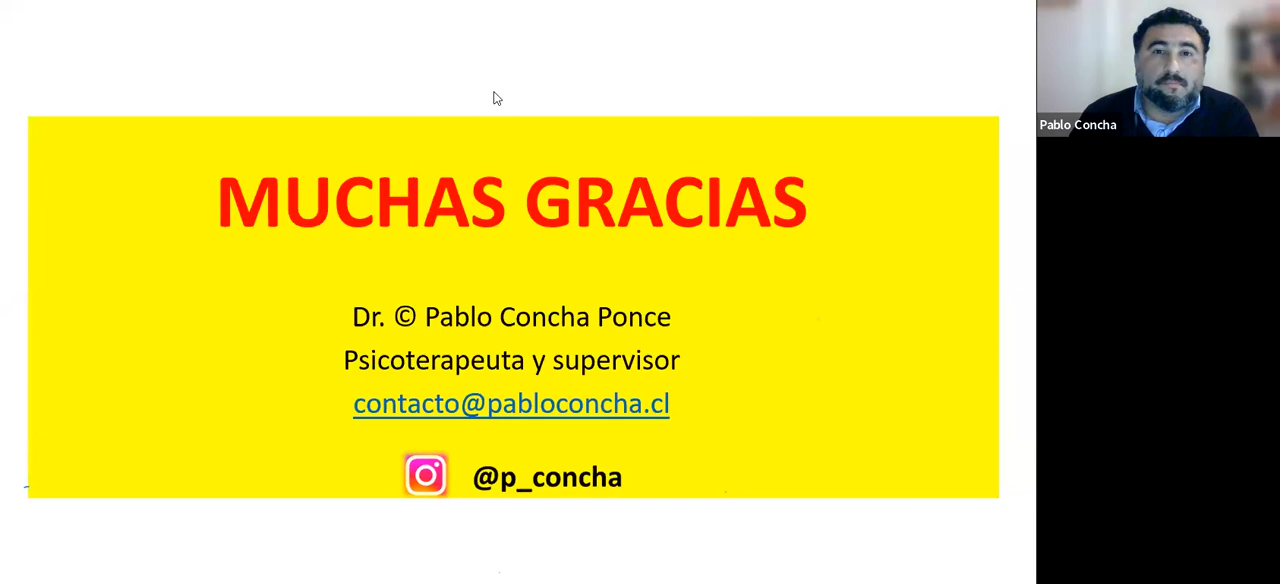 MUCHAS GRACIAS
Dr. © Pablo Concha Ponce
Psicoterapeuta y supervisor
contacto@pabloconcha.cl
@p_concha
Pablo Concha